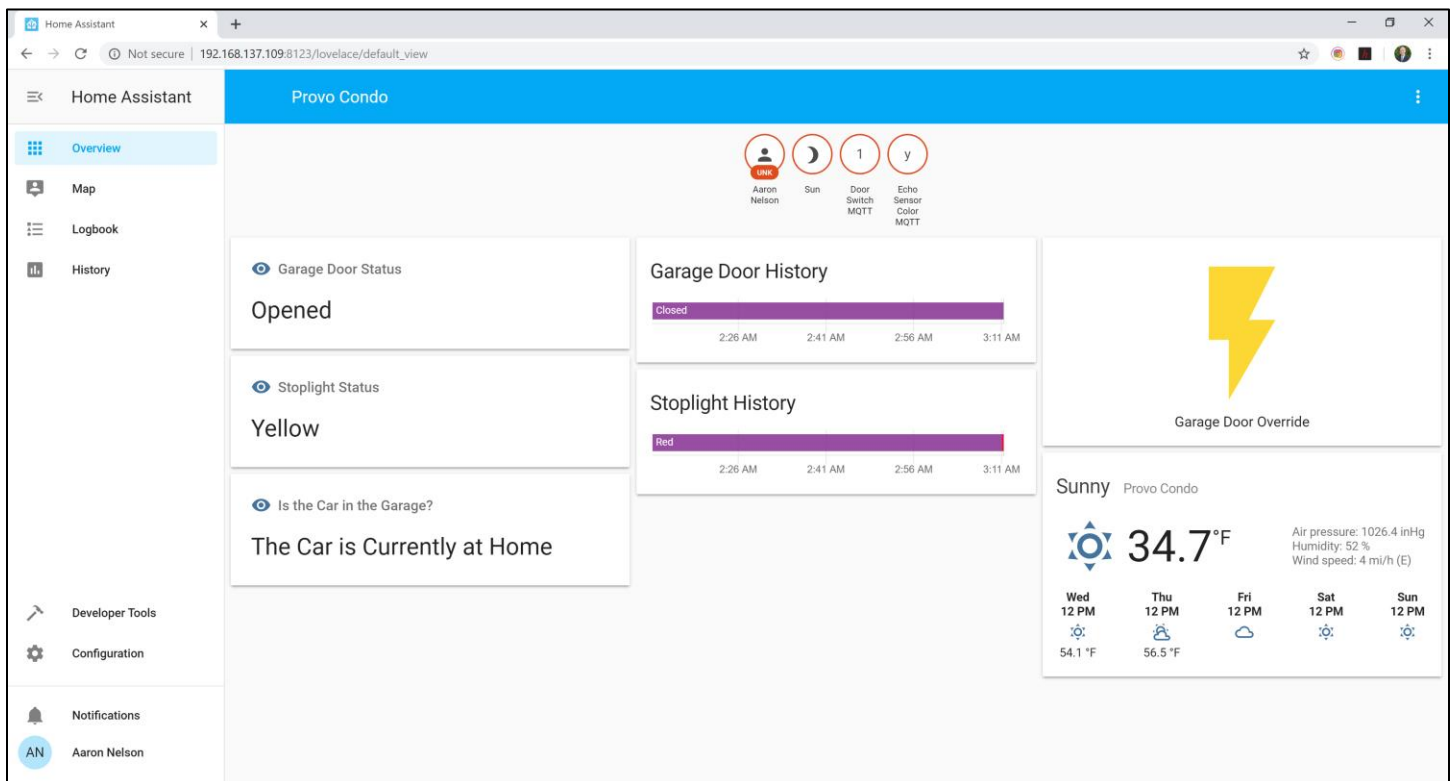 Home Assistant
Not secure | 192.168.137.109:8123/lovelace/default_view
Home Assistant
Provo Condo
Overview
Map
Logbook
History
Developer Tools
Configuration
Notifications
AN
Aaron Nelson
UNK
Aaron
Nelson
Sun
1
Door
Switch
MQTT
y
Echo
Sensor
Color
MQTT
Garage Door Status
Opened
Stoplight Status
Yellow
Is the Car in the Garage?
The Car is Currently at Home
Garage Door History
Closed
2:26 AM 2:41 AM 2:56 AM 3:11 AM
Stoplight History
Red
2:26 AM 2:41 AM 2:56 AM 3:11 AM
Garage Door Override
Sunny Provo Condo
34.7°F
Air pressure: 1026.4 inHg
Humidity: 52 %
Wind speed: 4 mi/h (E)
Wed Thu Fri Sat Sun
12 PM 12 PM 12 PM 12 PM 12 PM
54.1 °F 56.5 °F